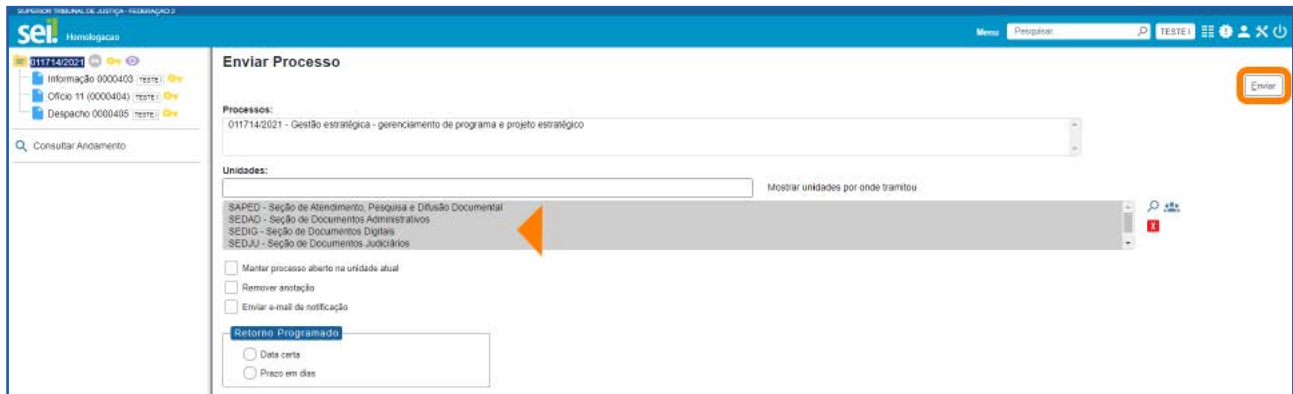 SUPERIOR TRIBUNAL DE JUSTIÇA - FEDERAÇÃO 2
sei! Homologacao
Menu Pesquisar... TESTE I
011714/2021
Informação 0000403 TESTE I
Ofício 11 (0000404) TESTE I
Despacho 0000405 TESTE I
Consultar Andamento
Enviar Processo
Enviar
Processos:
011714/2021 - Gestão estratégica - gerenciamento de programa e projeto estratégico
Unidades:
Mostrar unidades por onde tramitou
SAPED - Seção de Atendimento, Pesquisa e Difusão Documental
SEDAD - Seção de Documentos Administrativos
SEDIG - Seção de Documentos Digitais
SEDJU - Seção de Documentos Judiciários
Manter processo aberto na unidade atual
Remover anotação
Enviar e-mail de notificação
Retorno Programado
Data certa
Prazo em dias